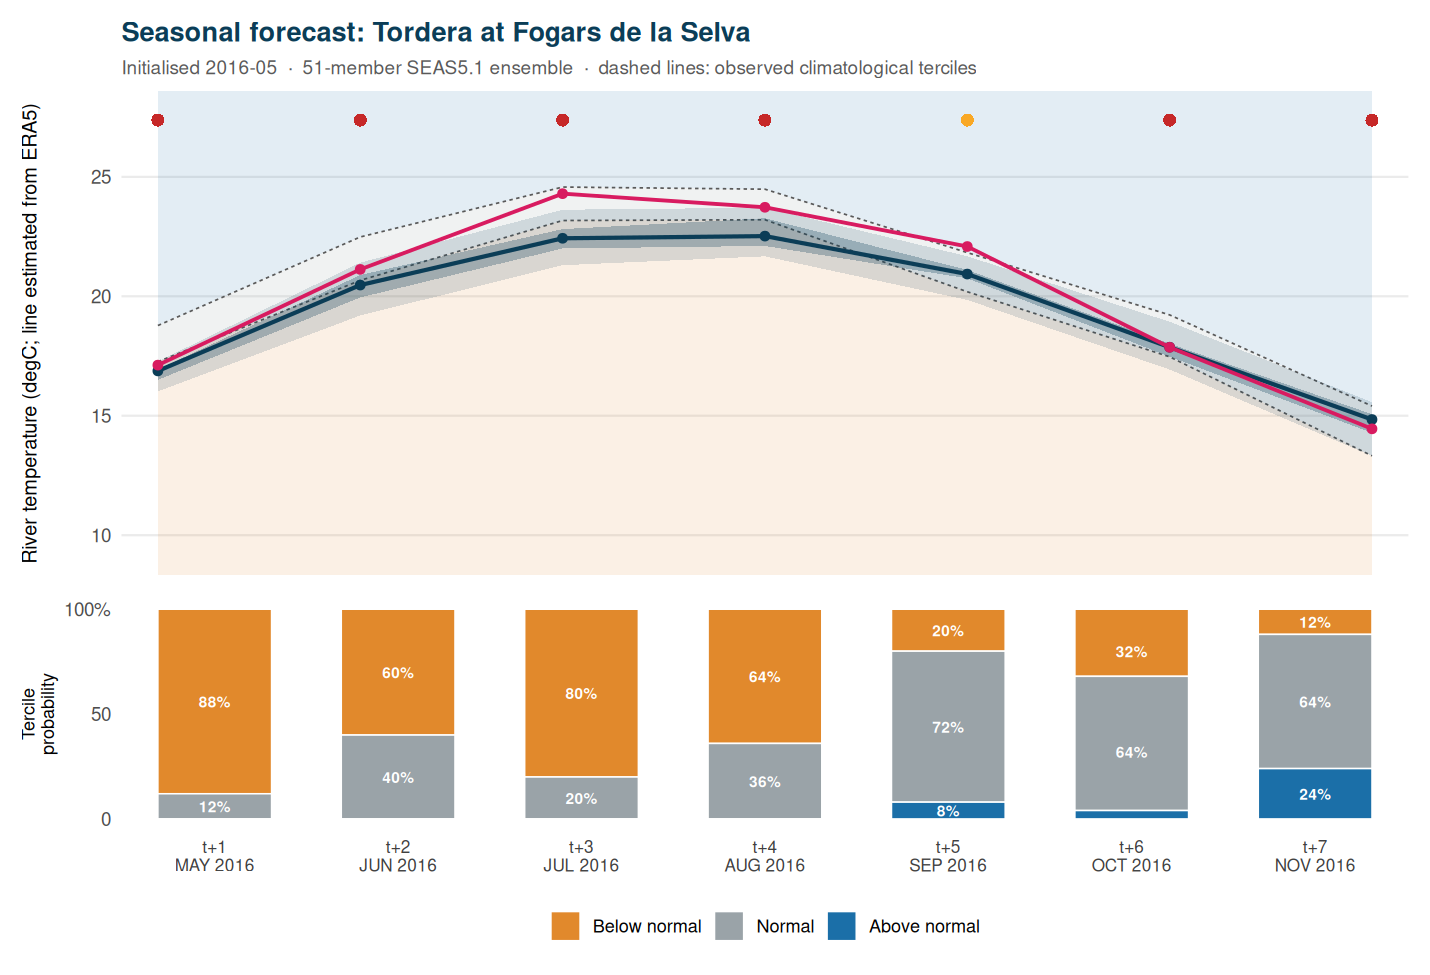 Seasonal forecast: Tordera at Fogars de la Selva
Initialised 2016-05 · 51-member SEAS5.1 ensemble · dashed lines: observed climatological terciles
River temperature (degC; line estimated from ERA5)
25
20
15
10
Tercile
probability
100%
50
0
88%
12%
60%
40%
80%
20%
64%
36%
20%
72%
8%
32%
64%
12%
64%
24%
t+1
MAY 2016
t+2
JUN 2016
t+3
JUL 2016
t+4
AUG 2016
t+5
SEP 2016
t+6
OCT 2016
t+7
NOV 2016
Below normal
Normal
Above normal